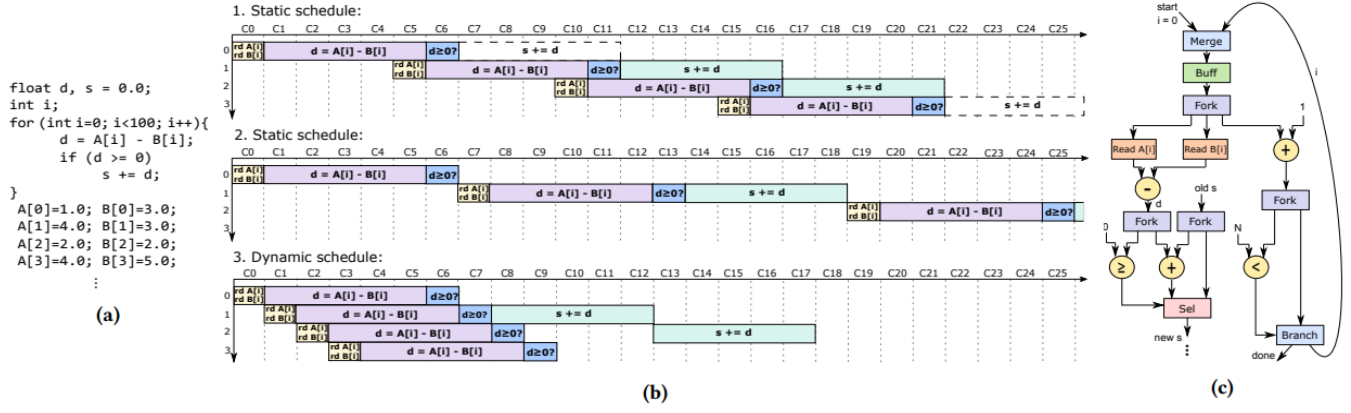 float d, s = 0.0;
int i;
for (int i=0; i<100; i++){
d = A[i] - B[i];
if (d >= 0)
s += d;
}
A[0]=1.0; B[0]=3.0;
A[1]=4.0; B[1]=3.0;
A[2]=2.0; B[2]=2.0;
A[3]=4.0; B[3]=5.0;
⋮
(a)
1. Static schedule:
C0 C1 C2 C3 C4 C5 C6 C7 C8 C9 C10 C11 C12 C13 C14 C15 C16 C17 C18 C19 C20 C21 C22 C23 C24 C25
0 rd A[i] rd B[i] d = A[i] - B[i] d≥0? s += d
1 rd A[i] rd B[i] d = A[i] - B[i] d≥0? s += d
2 rd A[i] rd B[i] d = A[i] - B[i] d≥0? s += d
3 rd A[i] rd B[i] d = A[i] - B[i] d≥0? s += d
2. Static schedule:
C0 C1 C2 C3 C4 C5 C6 C7 C8 C9 C10 C11 C12 C13 C14 C15 C16 C17 C18 C19 C20 C21 C22 C23 C24 C25
0 rd A[i] rd B[i] d = A[i] - B[i] d≥0?
1 rd A[i] rd B[i] d = A[i] - B[i] d≥0? s += d
2 rd A[i] rd B[i] d = A[i] - B[i] d≥0?
3
3. Dynamic schedule:
C0 C1 C2 C3 C4 C5 C6 C7 C8 C9 C10 C11 C12 C13 C14 C15 C16 C17 C18 C19 C20 C21 C22 C23 C24 C25
0 rd A[i] rd B[i] d = A[i] - B[i] d≥0?
1 rd A[i] rd B[i] d = A[i] - B[i] d≥0? s += d
2 rd A[i] rd B[i] d = A[i] - B[i] d≥0? s += d
3 rd A[i] rd B[i] d = A[i] - B[i] d≥0?
(b)
start
i = 0
Merge
i
Buff
Fork
1
Read A[i] Read B[i] +
-
d old s
Fork Fork Fork
0 N
≥ + <
Sel
Branch
new s
done
⋮
(c)